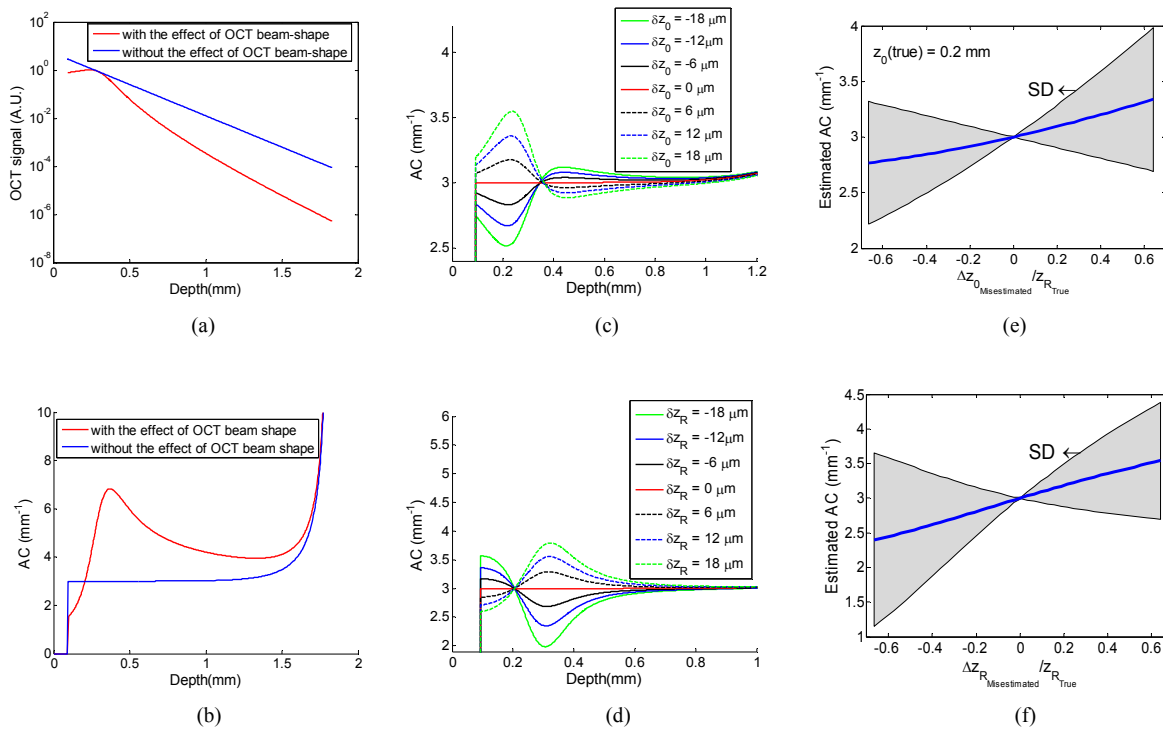 with the effect of OCT beam-shape
without the effect of OCT beam-shape
OCT signal (A.U.)
10^2
10^0
10^-2
10^-4
10^-6
10^-8
0 0.5 1 1.5 2
Depth(mm)
(a)
δz_0 = -18 μm
δz_0 = -12μm
δz_0 = -6 μm
δz_0 = 0 μm
δz_0 = 6 μm
δz_0 = 12 μm
δz_0 = 18 μm
AC (mm^-1)
4
3.5
3
2.5
0 0.2 0.4 0.6 0.8 1.0 1.2
Depth(mm)
(c)
z_0(true) = 0.2 mm
SD ←
Estimated AC (mm^-1)
4
3.5
3
2.5
2
-0.6 -0.4 -0.2 0 0.2 0.4 0.6
Δz_0Misestimated/z_RTrue
(e)
with the effect of OCT beam shape
without the effect of OCT beam shape
AC (mm^-1)
10
8
6
4
2
0
0 0.5 1 1.5 2
Depth(mm)
(b)
δz_R = -18 μm
δz_R = -12μm
δz_R = -6 μm
δz_R = 0 μm
δz_R = 6 μm
δz_R = 12 μm
δz_R = 18 μm
AC (mm^-1)
6
5
4
3
2
0 0.2 0.4 0.6 0.8 1
Depth(mm)
(d)
SD ←
Estimated AC (mm^-1)
4.5
4
3.5
3
2.5
2
1.5
1
-0.6 -0.4 -0.2 0 0.2 0.4 0.6
Δz_RMisestimated/z_RTrue
(f)